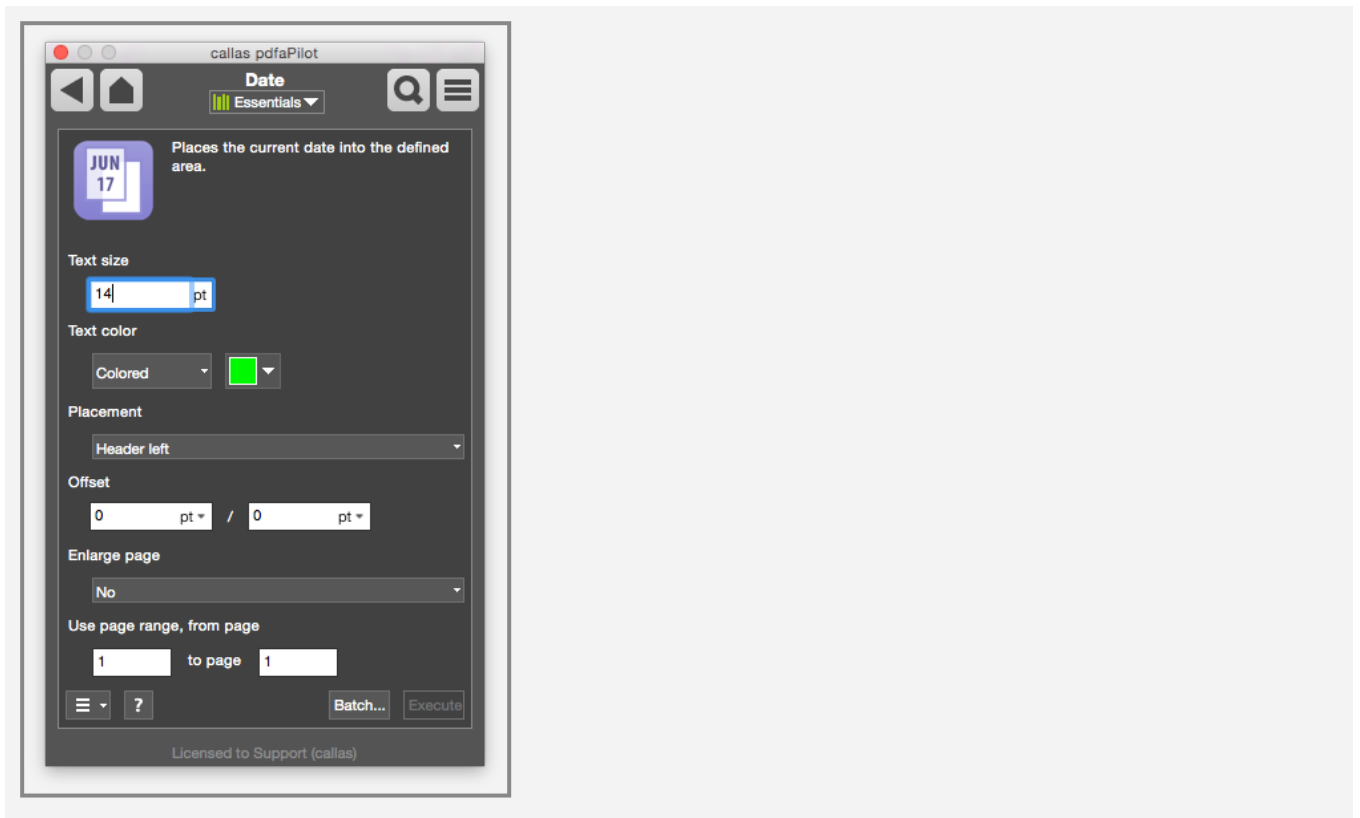 callas pdfaPilot
Date
Essentials
JUN
17
Places the current date into the defined
area.
Text size
14 pt
Text color
Colored
Placement
Header left
Offset
0 pt / 0 pt
Enlarge page
No
Use page range, from page
1 to page 1
? Batch... Execute
Licensed to Support (callas)